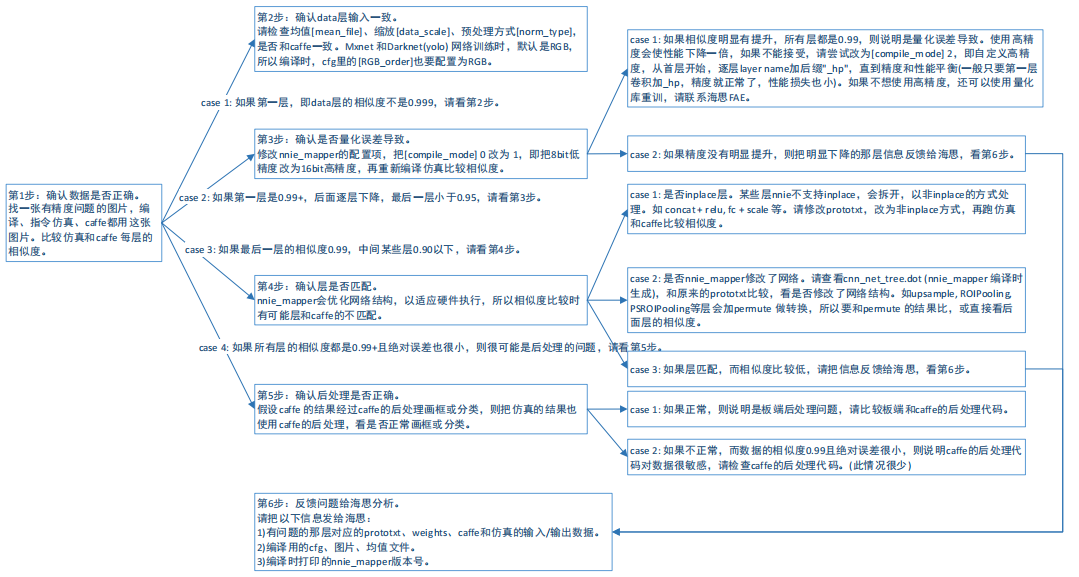 第1步：确认数据是否正确。
找一张有精度问题的图片，编
译、指令仿真、caffe都用这张
图片。比较仿真和caffe 每层的
相似度。
case 1: 如果第一层，即data层的相似度不是0.999，请看第2步。
case 2: 如果第一层是0.99+，后面逐层下降，最后一层小于0.95，请看第3步。
case 3: 如果最后一层的相似度0.99，中间某些层0.90以下，请看第4步。
case 4: 如果所有层的相似度都是0.99+且绝对误差也很小，则很可能是后处理的问题，请看第5步。
第2步：确认data层输入一致。
请检查均值[mean_file]、缩放[data_scale]、预处理方式[norm_type],
是否和caffe一致。Mxnet 和Darknet(yolo) 网络训练时，默认是RGB,
所以编译时，cfg里的[RGB_order]也要配置为RGB。
第3步：确认是否量化误差导致。
修改nnie_mapper的配置项，把[compile_mode] 0 改为 1，即把8bit低
精度改为16bit高精度，再重新编译仿真比较相似度。
case 1: 如果相似度明显有提升，所有层都是0.99，则说明是量化误差导致。使用高精
度会使性能下降一倍，如果不能接受，请尝试改为[compile_mode] 2，即自定义高精
度，从首层开始，逐层layer name加后缀"_hp"，直到精度和性能平衡(一般只要第一层
卷积加_hp，精度就正常了，性能损失也小)。如果不想使用高精度，还可以使用量化
库重训，请联系海思FAE。
case 2: 如果精度没有明显提升，则把明显下降的那层信息反馈给海思，看第6步。
第4步：确认层是否匹配。
nnie_mapper会优化网络结构，以适应硬件执行，所以相似度比较时
有可能层和caffe的不匹配。
case 1: 是否inplace层。某些层nnie不支持inplace，会拆开，以非inplace的方式处
理。如 concat + relu, fc + scale 等。请修改prototxt，改为非inplace方式，再跑仿真
和caffe比较相似度。
case 2: 是否nnie_mapper修改了网络。请查看cnn_net_tree.dot (nnie_mapper 编译时
生成)，和原来的prototxt比较，看是否修改了网络结构。如upsample, ROIPooling,
PSROIPooling等层会加permute 做转换，所以要和permute 的结果比，或直接看后
面层的相似度。
case 3: 如果层匹配，而相似度比较低，请把信息反馈给海思，看第6步。
第5步：确认后处理是否正确。
假设caffe 的结果经过caffe的后处理画框或分类，则把仿真的结果也
使用caffe的后处理，看是否正常画框或分类。
case 1: 如果正常，则说明是板端后处理问题，请比较板端和caffe的后处理代码。
case 2: 如果不正常，而数据的相似度0.99且绝对误差很小，则说明caffe的后处理代
码对数据很敏感，请检查caffe的后处理代码。(此情况很少)
第6步：反馈问题给海思分析。
请把以下信息发给海思：
1)有问题的那层对应的prototxt、weights、caffe和仿真的输入/输出数据。
2)编译用的cfg、图片、均值文件。
3)编译时打印的nnie_mapper版本号。